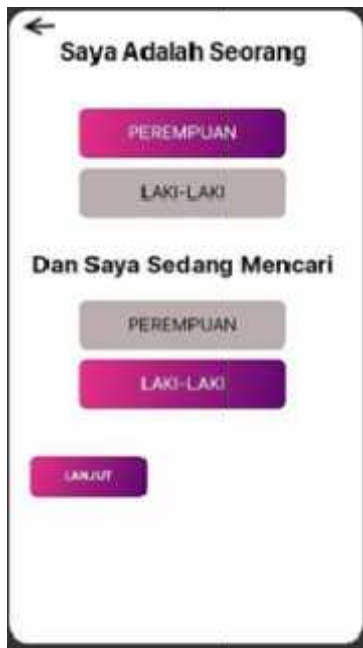 Saya Adalah Seorang
PEREMPUAN
LAKI-LAKI
Dan Saya Sedang Mencari
PEREMPUAN
LAKI-LAKI
LANJUT